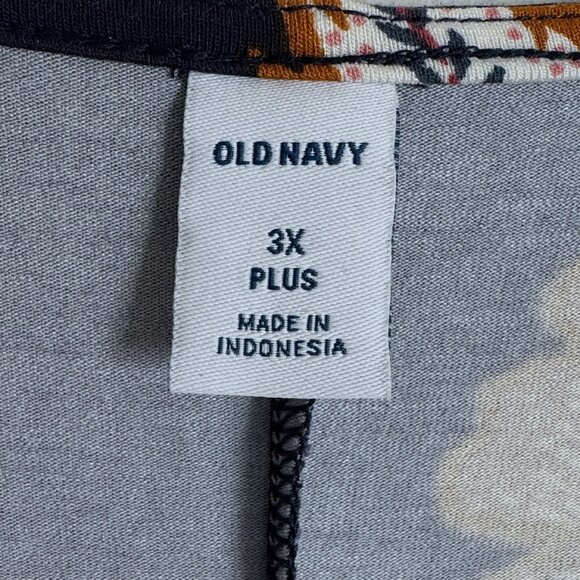 OLD NAVY
3X
PLUS
MADE IN
INDONESIA